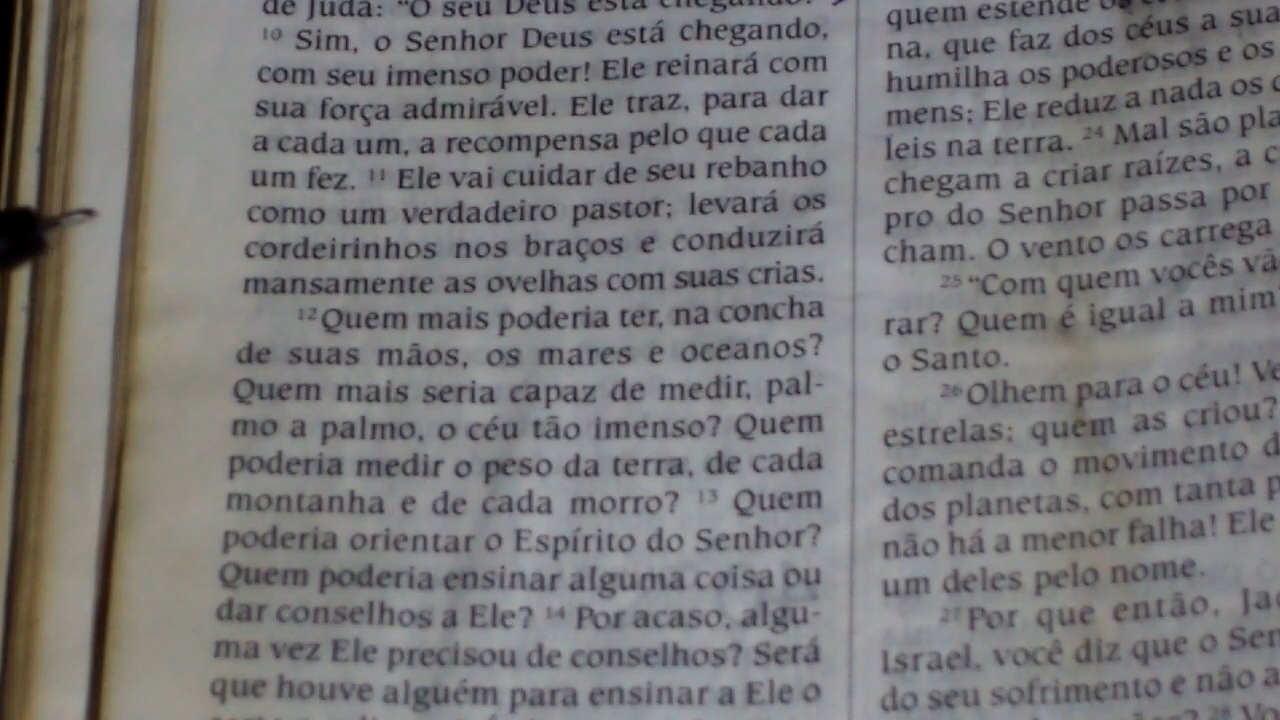 de Judá: "O seu Deus está chegando!"
¹⁰ Sim, o Senhor Deus está chegando,
com seu imenso poder! Ele reinará com
sua força admirável. Ele traz, para dar
a cada um, a recompensa pelo que cada
um fez. ¹¹ Ele vai cuidar de seu rebanho
como um verdadeiro pastor; levará os
cordeirinhos nos braços e conduzirá
mansamente as ovelhas com suas crias.
¹²Quem mais poderia ter, na concha
de suas mãos, os mares e oceanos?
Quem mais seria capaz de medir, pal-
mo a palmo, o céu tão imenso? Quem
poderia medir o peso da terra, de cada
montanha e de cada morro? ¹³ Quem
poderia orientar o Espírito do Senhor?
Quem poderia ensinar alguma coisa ou
dar conselhos a Ele? ¹⁴ Por acaso, algu-
ma vez Ele precisou de conselhos? Será
que houve alguém para ensinar a Ele o
quem estende os céus
na, que faz dos céus a sua
humilha os poderosos e os
mens; Ele reduz a nada os
leis na terra. ²⁴ Mal são pla
chegam a criar raízes, a
pro do Senhor passa por
cham. O vento os carrega
²⁵ "Com quem vocês vã
rar? Quem é igual a mim
o Santo.
²⁶Olhem para o céu! Ve
estrelas; quem as criou?
comanda o movimento d
dos planetas, com tanta p
não há a menor falha! Ele
um deles pelo nome.
²⁷Por que então, Jac
Israel, você diz que o Sen
do seu sofrimento e não a
²⁸ Vo